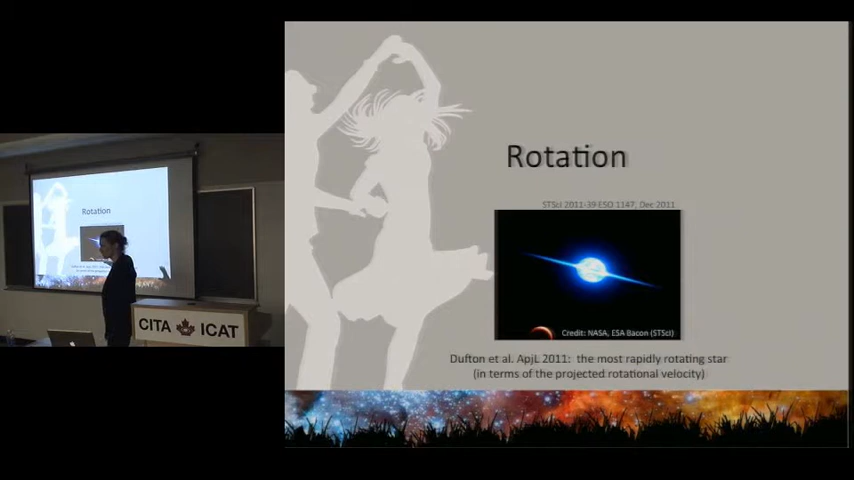 Rotation
STScI 2011-39 ESO 1147, Dec 2011
Credit: NASA, ESA Bacon (STScI)
Dufton et al. ApjL 2011: the most rapidly rotating star
(in terms of the projected rotational velocity)
Rotation
CITA ICAT